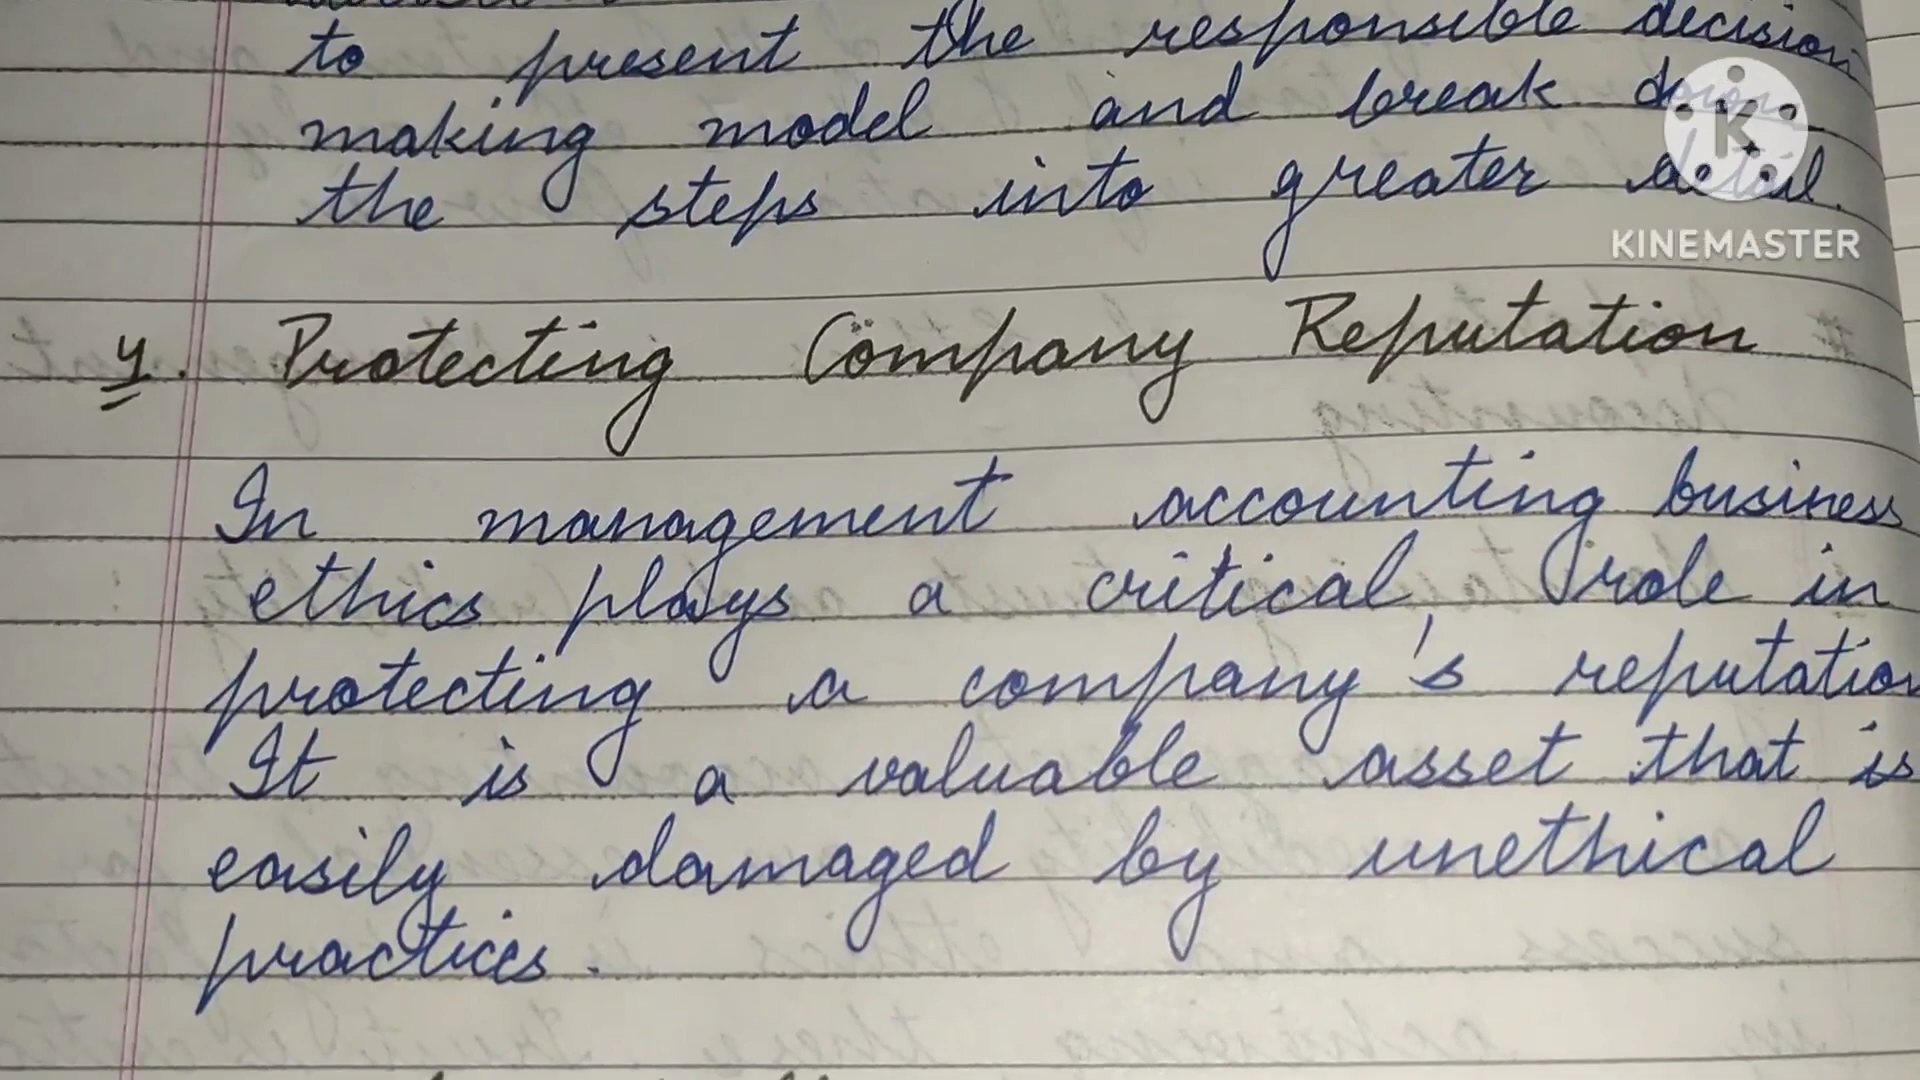 to present the responsible decision
making model and break down
the steps into greater detail.
KINEMASTER
4. Protecting Company Reputation
In management accounting business
ethics plays a critical role in
protecting a company's reputation
It is a valuable asset that is
easily damaged by unethical
practices.